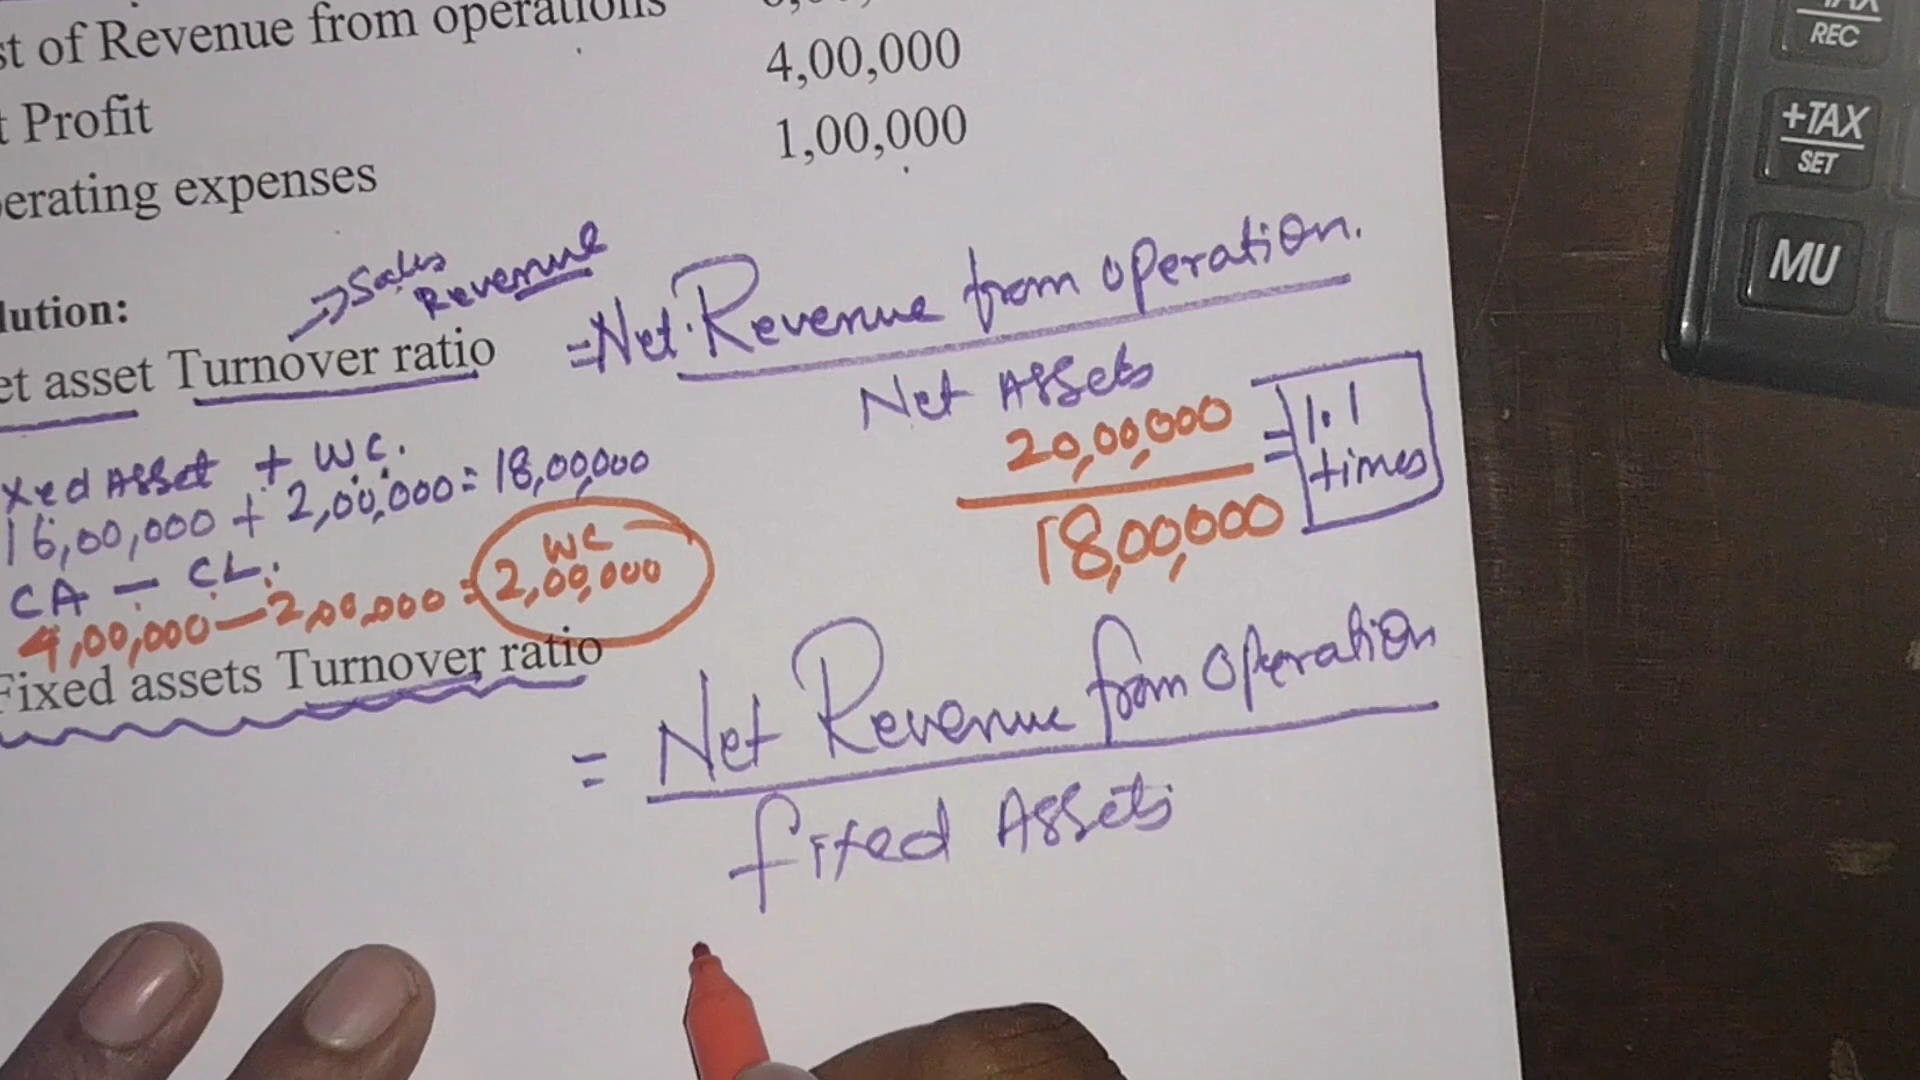 st of Revenue from operations
4,00,000
t Profit
1,00,000
erating expenses
→Sales
Revenue
lution:
et asset Turnover ratio
=Net Revenue from operation.
Net Assets
xed Asset + WC.
16,00,000 + 2,00,000 = 18,00,000
CA - CL.
4,00,000 - 2,00,000 = 2,00,000
WC
20,00,000
18,00,000
= 1.1
times
Fixed assets Turnover ratio
= Net Revenue from operation
fixed Assets
REC
+TAX
SET
MU